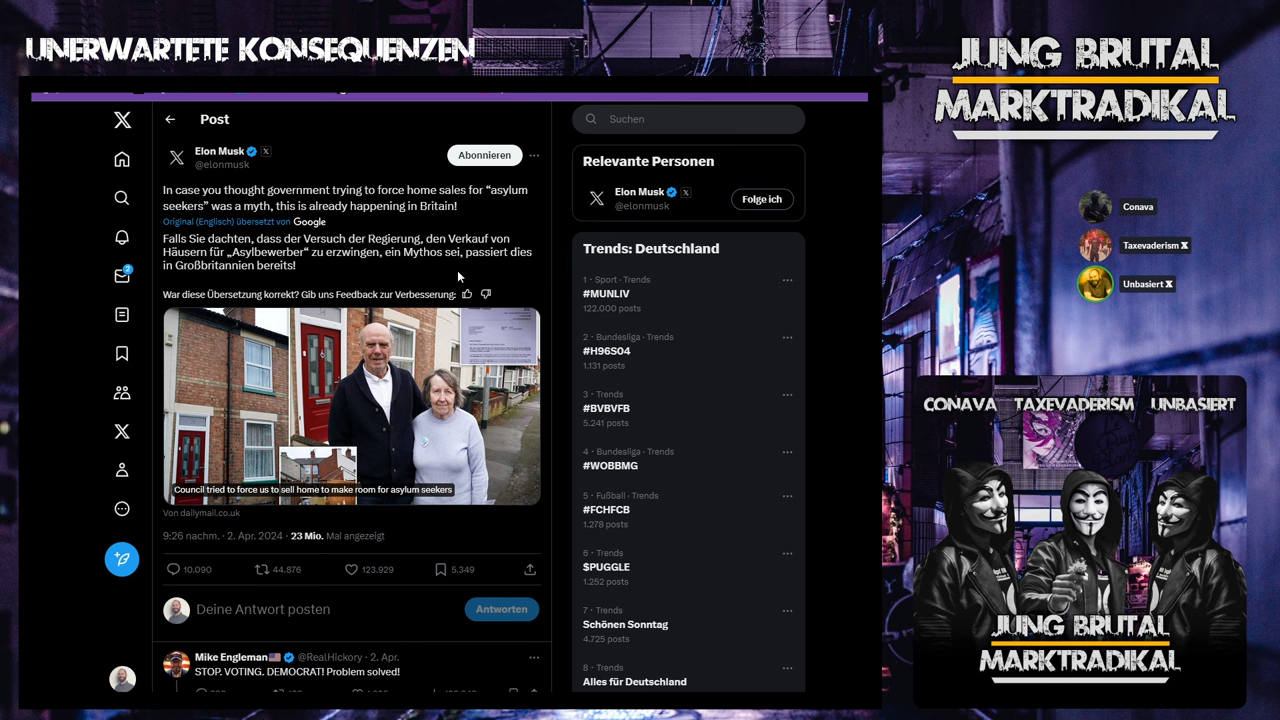 UNERWARTETE KONSEQUENZEN
JUNG BRUTAL
MARKTRADIKAL
Post
Elon Musk
@elonmusk
Abonnieren
In case you thought government trying to force home sales for “asylum
seekers” was a myth, this is already happening in Britain!
Original (Englisch) übersetzt von Google
Falls Sie dachten, dass der Versuch der Regierung, den Verkauf von
Häusern für „Asylbewerber“ zu erzwingen, ein Mythos sei, passiert dies
in Großbritannien bereits!
War diese Übersetzung korrekt? Gib uns Feedback zur Verbesserung:
Council tried to force us to sell home to make room for asylum seekers
Von dailymail.co.uk
9:26 nachm. · 2. Apr. 2024 · 23 Mio. Mal angezeigt
10.090 44.876 123.929 5.349
Deine Antwort posten
Antworten
Mike Engleman @RealHickory · 2. Apr.
STOP. VOTING. DEMOCRAT! Problem solved!
2
Suchen
Relevante Personen
Elon Musk
@elonmusk
Folge ich
Trends: Deutschland
1 · Sport · Trends
#MUNLIV
122.000 posts
2 · Bundesliga · Trends
#H96S04
1.131 posts
3 · Trends
#BVBVFB
5.241 posts
4 · Bundesliga · Trends
#WOBBMG
5 · Fußball · Trends
#FCHFCB
1.278 posts
6 · Trends
$PUGGLE
1.252 posts
7 · Trends
Schönen Sonntag
4.725 posts
8 · Trends
Alles für Deutschland
Conava
Taxevaderism X
Unbasiert X
CONAVA TAXEVADERISM UNBASIERT
JUNG BRUTAL
MARKTRADIKAL